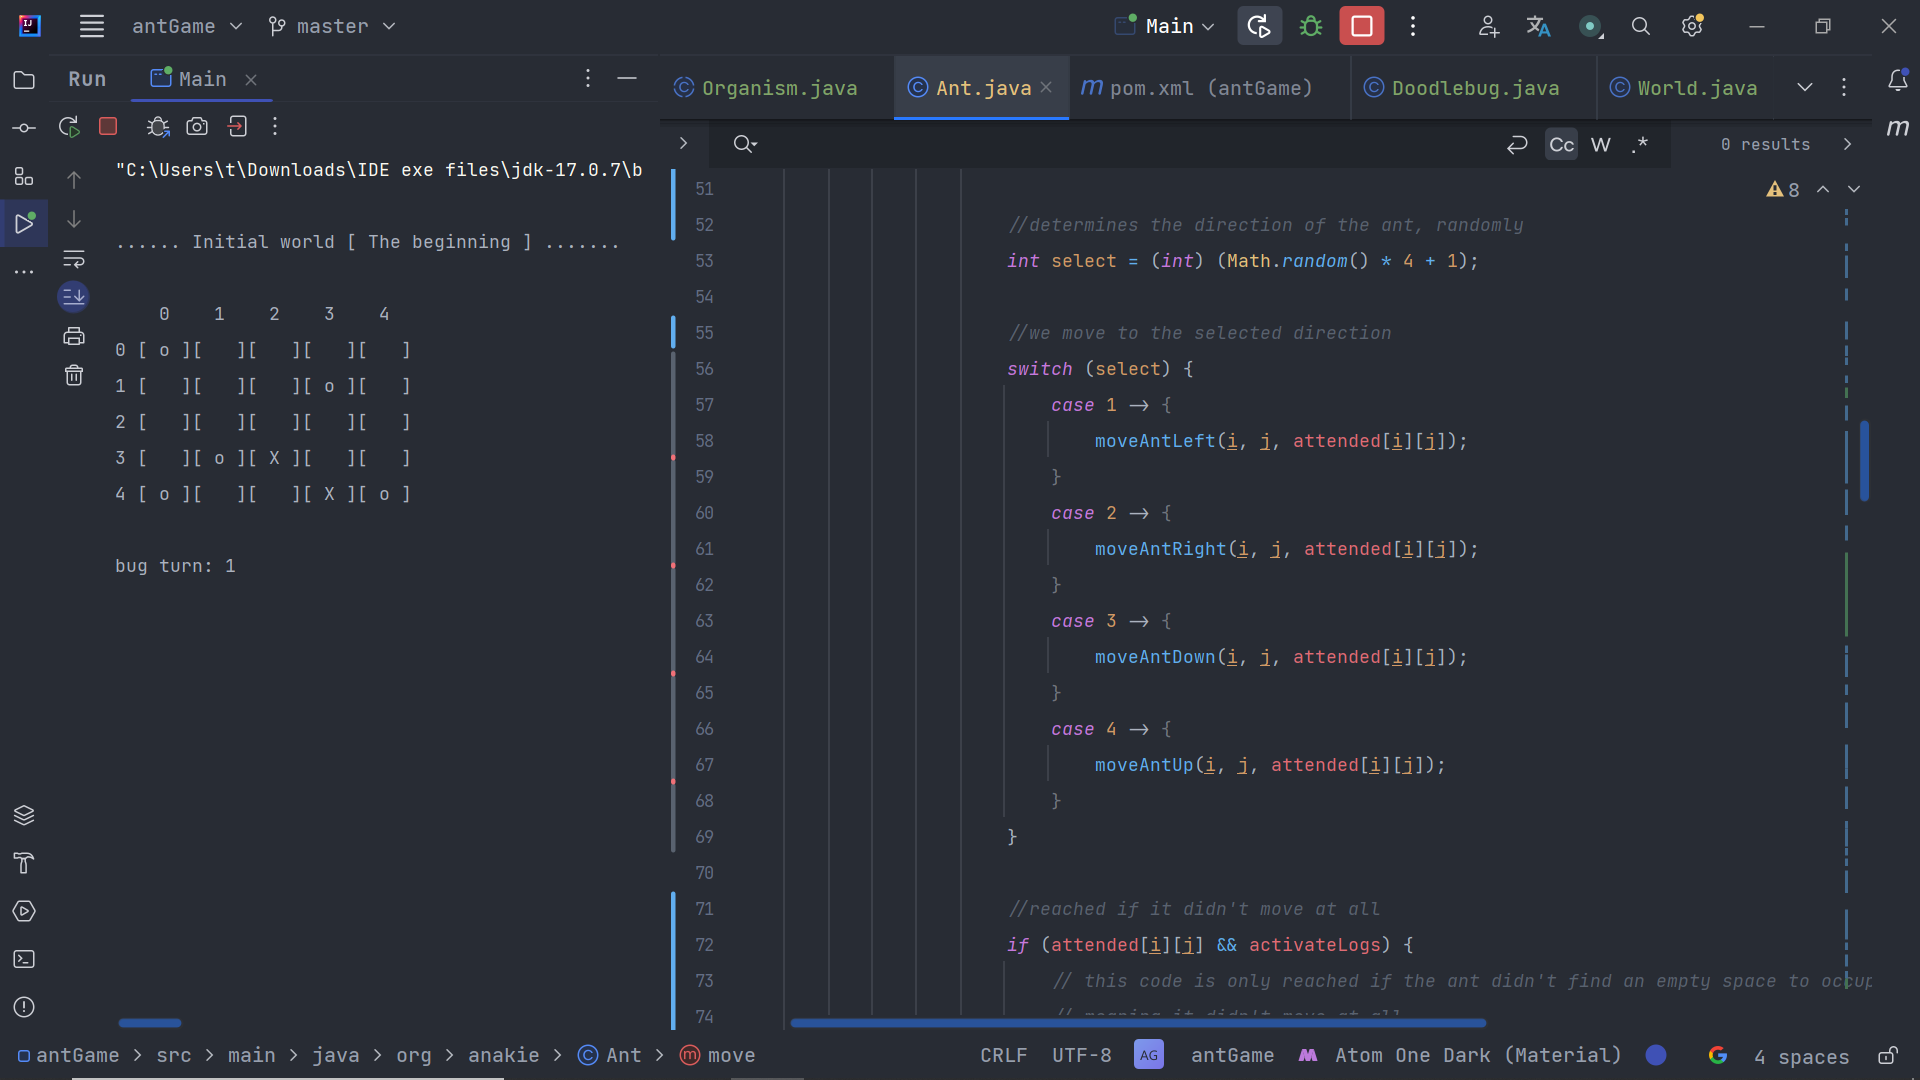 antGame
master
Main
Run
Main
Organism.java
Ant.java
pom.xml (antGame)
Doodlebug.java
World.java
Cc
W
.*
0 results
8
"C:\Users\t\Downloads\IDE exe files\jdk-17.0.7\b
...... Initial world [ The beginning ] .......
0 1 2 3 4
0 [ o ][   ][   ][   ][   ]
1 [   ][   ][   ][ o ][   ]
2 [   ][   ][   ][   ][   ]
3 [   ][ o ][ X ][   ][   ]
4 [ o ][   ][   ][ X ][ o ]
bug turn: 1
51
52 //determines the direction of the ant, randomly
53 int select = (int) (Math.random() * 4 + 1);
54
55 //we move to the selected direction
56 switch (select) {
57 case 1 -> {
58 moveAntLeft(i, j, attended[i][j]);
59 }
60 case 2 -> {
61 moveAntRight(i, j, attended[i][j]);
62 }
63 case 3 -> {
64 moveAntDown(i, j, attended[i][j]);
65 }
66 case 4 -> {
67 moveAntUp(i, j, attended[i][j]);
68 }
69 }
70
71 //reached if it didn't move at all
72 if (attended[i][j] && activateLogs) {
73 // this code is only reached if the ant didn't find an empty space to occup
74 // meaning it didn't move at all
antGame > src > main > java > org > anakie > Ant > move
CRLF
UTF-8
AG
antGame
Atom One Dark (Material)
4 spaces